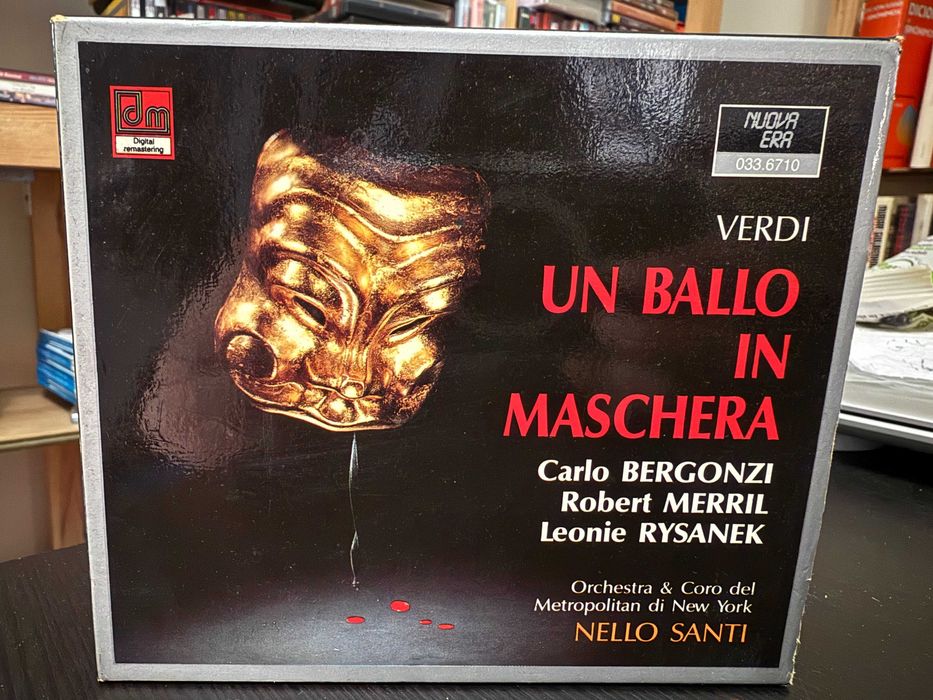 dm
Digital
remastering
NUOVA
ERA
033.6710
VERDI
UN BALLO
IN
MASCHERA
Carlo BERGONZI
Robert MERRIL
Leonie RYSANEK
Orchestra & Coro del
Metropolitan di New York
NELLO SANTI